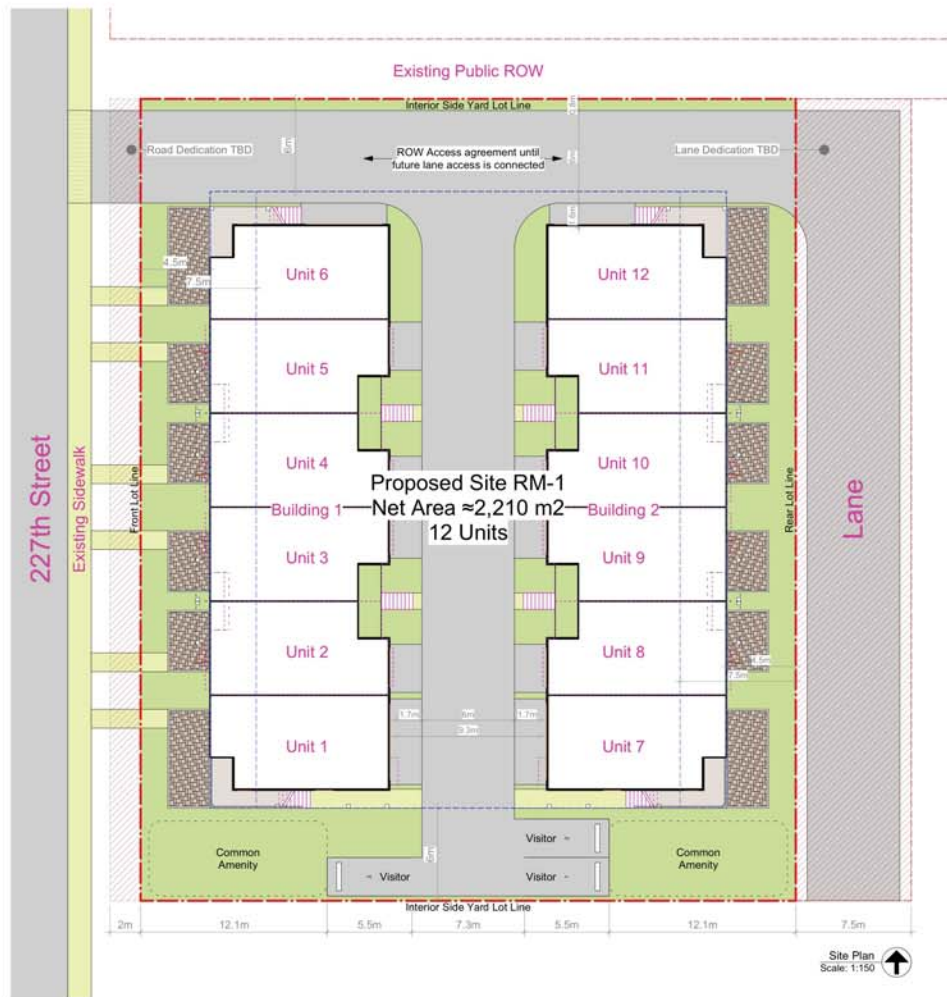 Existing Public ROW
Interior Side Yard Lot Line
Road Dedication TBD
6m
ROW Access agreement until
future lane access is connected
Lane Dedication TBD
4.5m
7.5m
Unit 6
Unit 12
Unit 5
Unit 11
Unit 4
Unit 10
Proposed Site RM-1
Net Area ≈2,210 m2
12 Units
Building 1
Building 2
227th Street
Existing Sidewalk
Front Lot Line
Rear Lot Line
Lane
Unit 3
Unit 9
Unit 2
Unit 8
4.5m
7.5m
1.7m
6m
1.7m
9.3m
Unit 1
Unit 7
Common
Amenity
Visitor
Visitor
Visitor
Common
Amenity
6m
Interior Side Yard Lot Line
2m
12.1m
5.5m
7.3m
5.5m
12.1m
7.5m
Site Plan
Scale: 1:150